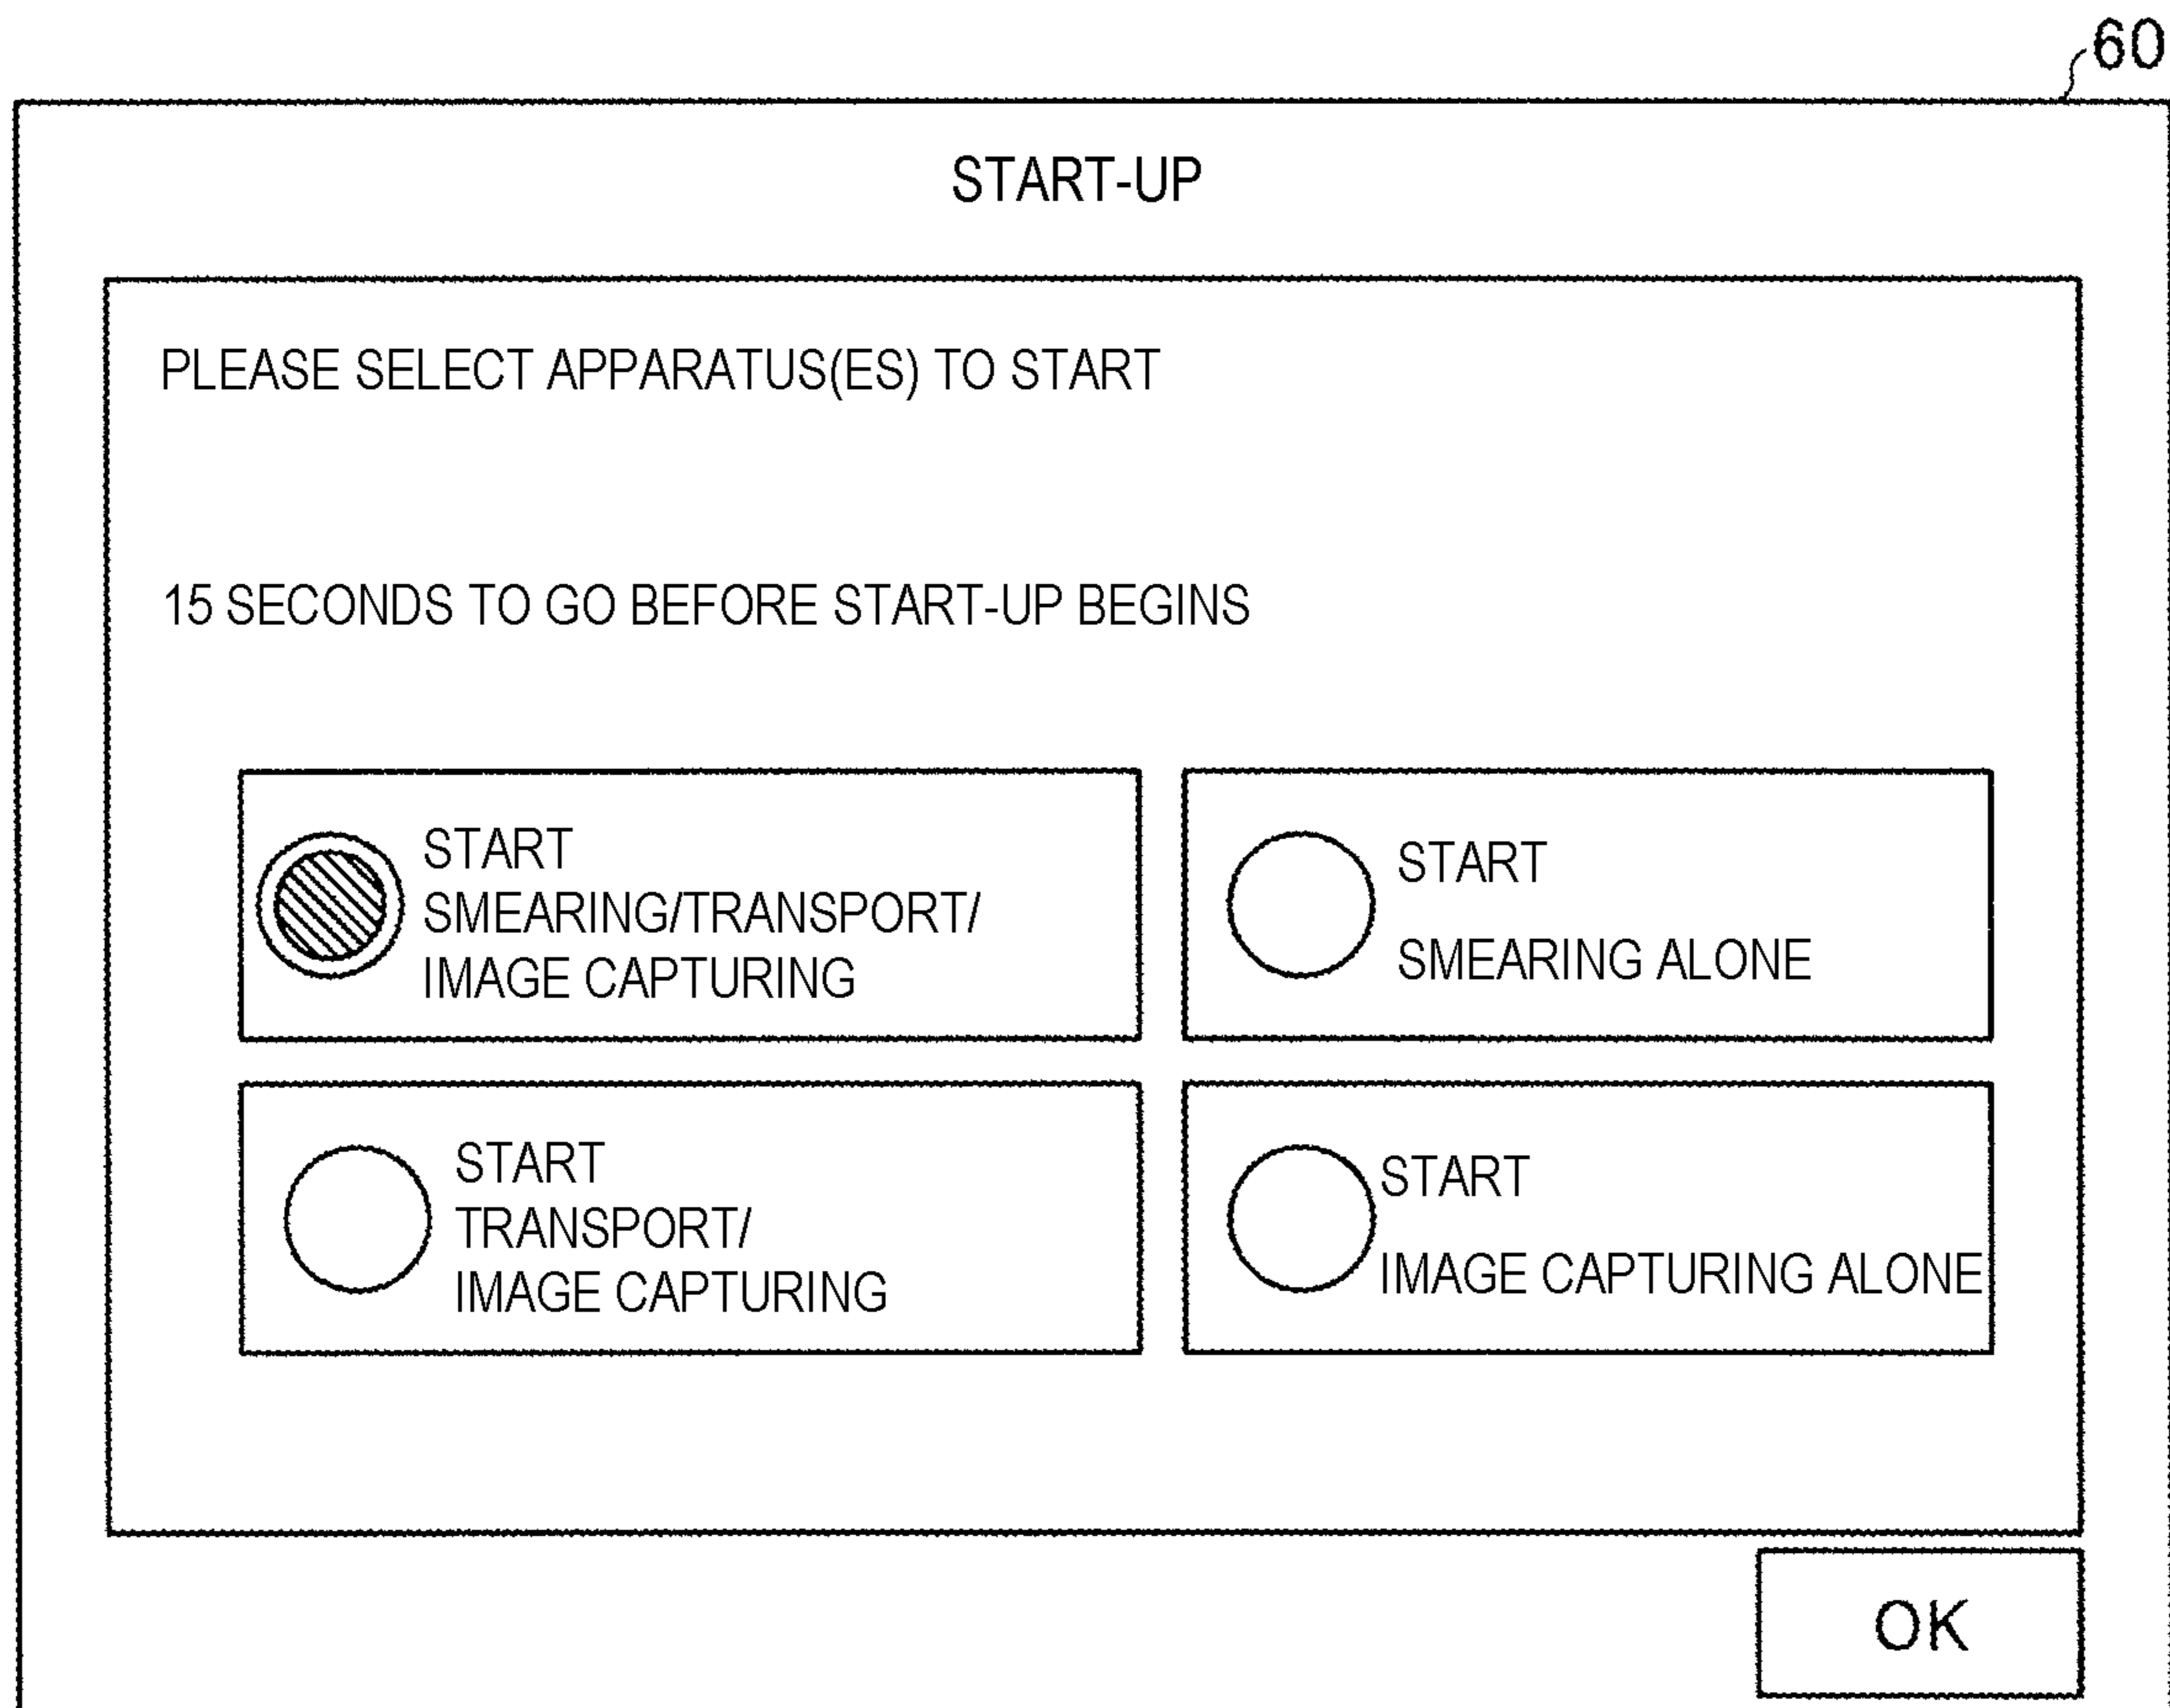 60
START-UP
PLEASE SELECT APPARATUS(ES) TO START
15 SECONDS TO GO BEFORE START-UP BEGINS
START
SMEARING/TRANSPORT/
IMAGE CAPTURING
START
SMEARING ALONE
START
TRANSPORT/
IMAGE CAPTURING
START
IMAGE CAPTURING ALONE
OK